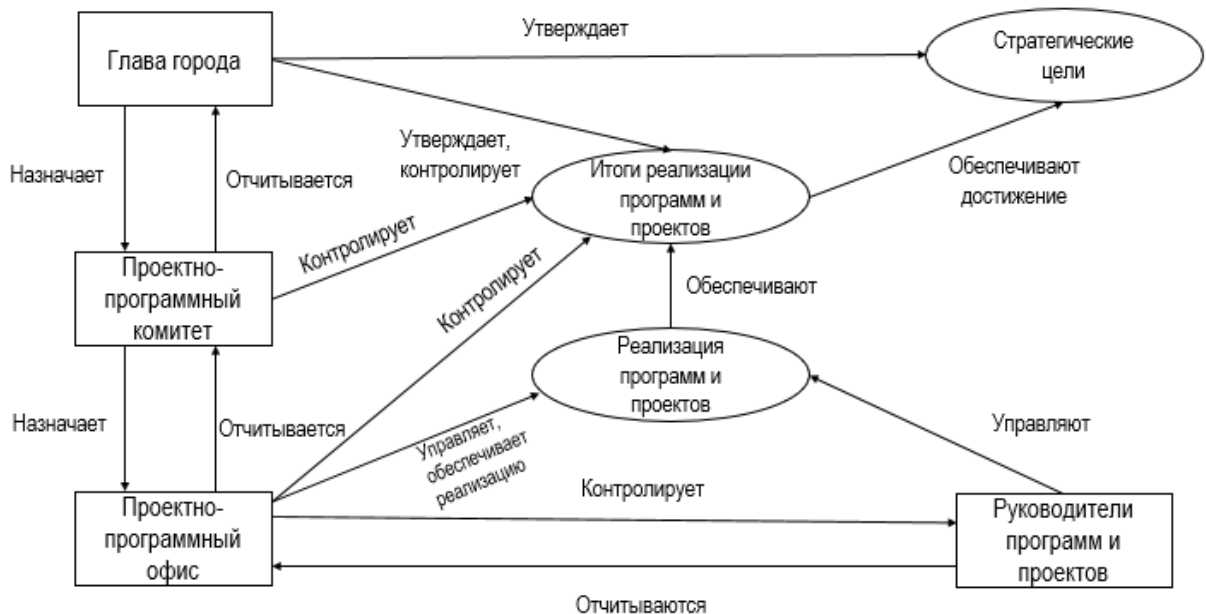 Глава города
Утверждает
Стратегические
цели
Назначает
Отчитывается
Утверждает,
контролирует
Итоги реализации
программ и
проектов
Обеспечивают
достижение
Контролирует
Проектно-
программный
комитет
Контролирует
Обеспечивают
Реализация
программ и
проектов
Назначает
Отчитывается
Управляет,
обеспечивает
реализацию
Управляют
Проектно-
программный
офис
Контролирует
Руководители
программ и
проектов
Отчитываются